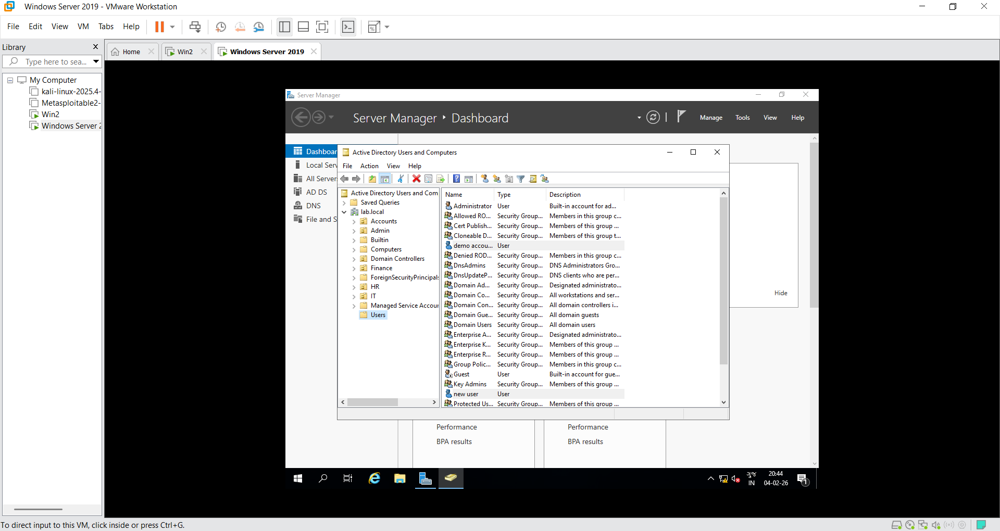 Windows Server 2019 - VMware Workstation
File Edit View VM Tabs Help
Library
Type here to sea...
My Computer
kali-linux-2025.4-
Metasploitable2-
Win2
Windows Server 2
Home
Win2
Windows Server 2019
Server Manager
Server Manager Dashboard
Manage Tools View Help
Dashboar
Local Serv
All Server
AD DS
DNS
File and S
Active Directory Users and Computers
File Action View Help
Active Directory Users and Com
Saved Queries
lab.local
Accounts
Admin
Builtin
Computers
Domain Controllers
Finance
ForeignSecurityPrincipals
HR
IT
Managed Service Accour
Users
Name Type Description
Administrator User Built-in account for ad...
Allowed RO... Security Group... Members in this group c...
Cert Publish... Security Group... Members of this group ...
Cloneable D... Security Group... Members of this group t...
demo accou... User
Denied ROD... Security Group... Members in this group c...
DnsAdmins Security Group... DNS Administrators Gro...
DnsUpdateP... Security Group... DNS clients who are per...
Domain Ad... Security Group... Designated administrato...
Domain Co... Security Group... All workstations and ser...
Domain Con... Security Group... All domain controllers i...
Domain Gue... Security Group... All domain guests
Domain Users Security Group... All domain users
Enterprise A... Security Group... Designated administrato...
Enterprise K... Security Group... Members of this group ...
Enterprise R... Security Group... Members of this group ...
Group Polic... Security Group... Members in this group c...
Guest User Built-in account for gue...
Key Admins Security Group... Members of this group ...
new user User
Protected Us... Security Group... Members of this group ...
Hide
Performance
BPA results
Performance
BPA results
ગુજ
IN
20:44
04-02-26
1
To direct input to this VM, click inside or press Ctrl+G.